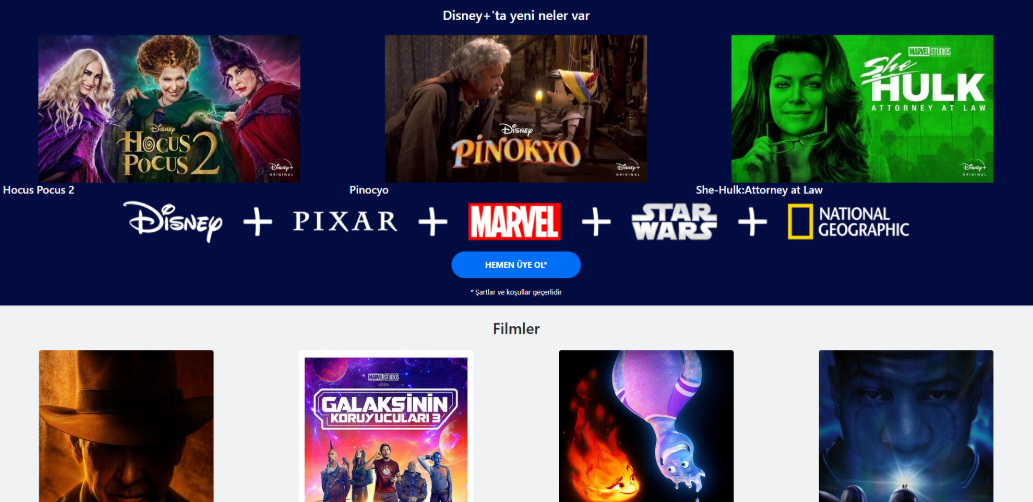 Disney+'ta yeni neler var
Disney
HOCUS
POCUS 2
Disney+
ORIGINAL
Disney
PINOKYO
Disney+
ORIGINAL
MARVEL STUDIOS
She
HULK
ATTORNEY AT LAW
Disney+
ORIGINAL
Hocus Pocus 2
Pinocyo
She-Hulk:Attorney at Law
DISNEY + PIXAR + MARVEL + STAR WARS + NATIONAL GEOGRAPHIC
HEMEN ÜYE OL*
* Şartlar ve koşullar geçerlidir
Filmler
MARVEL STUDIOS
GALAKSİNİN
KORUYUCULARI 3